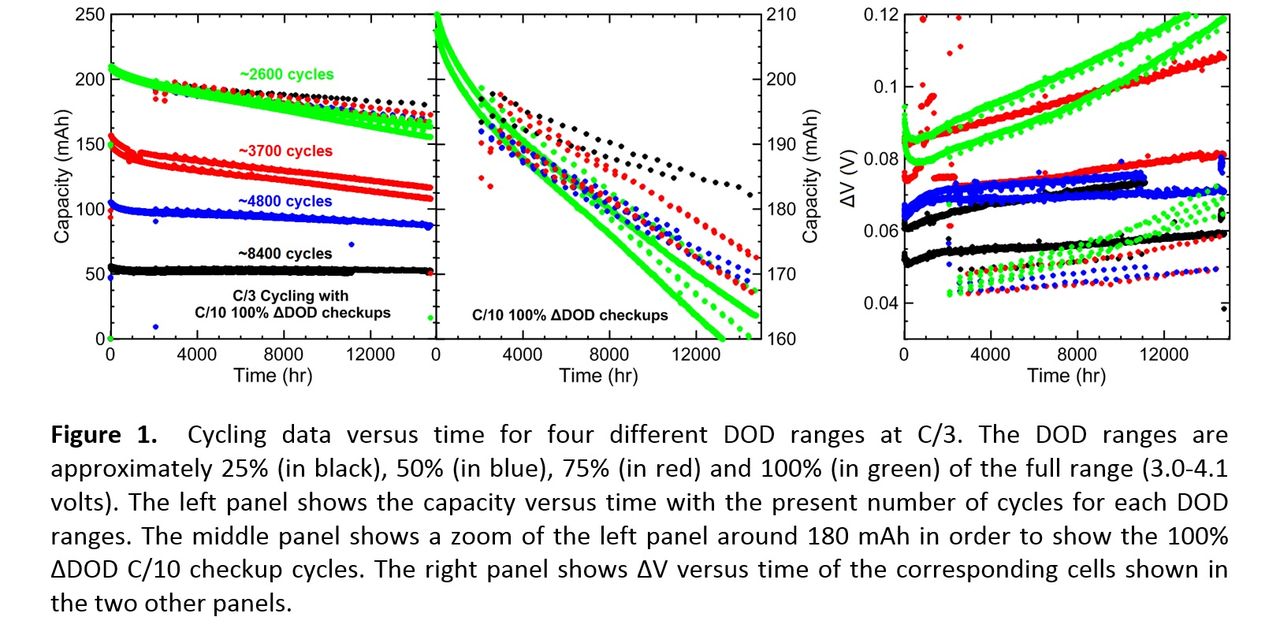 250
200
150
100
50
0
Capacity (mAh)
~2600 cycles
~3700 cycles
~4800 cycles
~8400 cycles
C/3 Cycling with
C/10 100% ΔDOD checkups
0 4000 8000 12000
Time (hr)
210
200
190
180
170
160
Capacity (mAh)
C/10 100% ΔDOD checkups
0 4000 8000 12000
Time (hr)
0.12
0.1
0.08
0.06
0.04
ΔV (V)
0 4000 8000 12000
Time (hr)
Figure 1. Cycling data versus time for four different DOD ranges at C/3. The DOD ranges are
approximately 25% (in black), 50% (in blue), 75% (in red) and 100% (in green) of the full range (3.0-4.1
volts). The left panel shows the capacity versus time with the present number of cycles for each DOD
ranges. The middle panel shows a zoom of the left panel around 180 mAh in order to show the 100%
ΔDOD C/10 checkup cycles. The right panel shows ΔV versus time of the corresponding cells shown in
the two other panels.